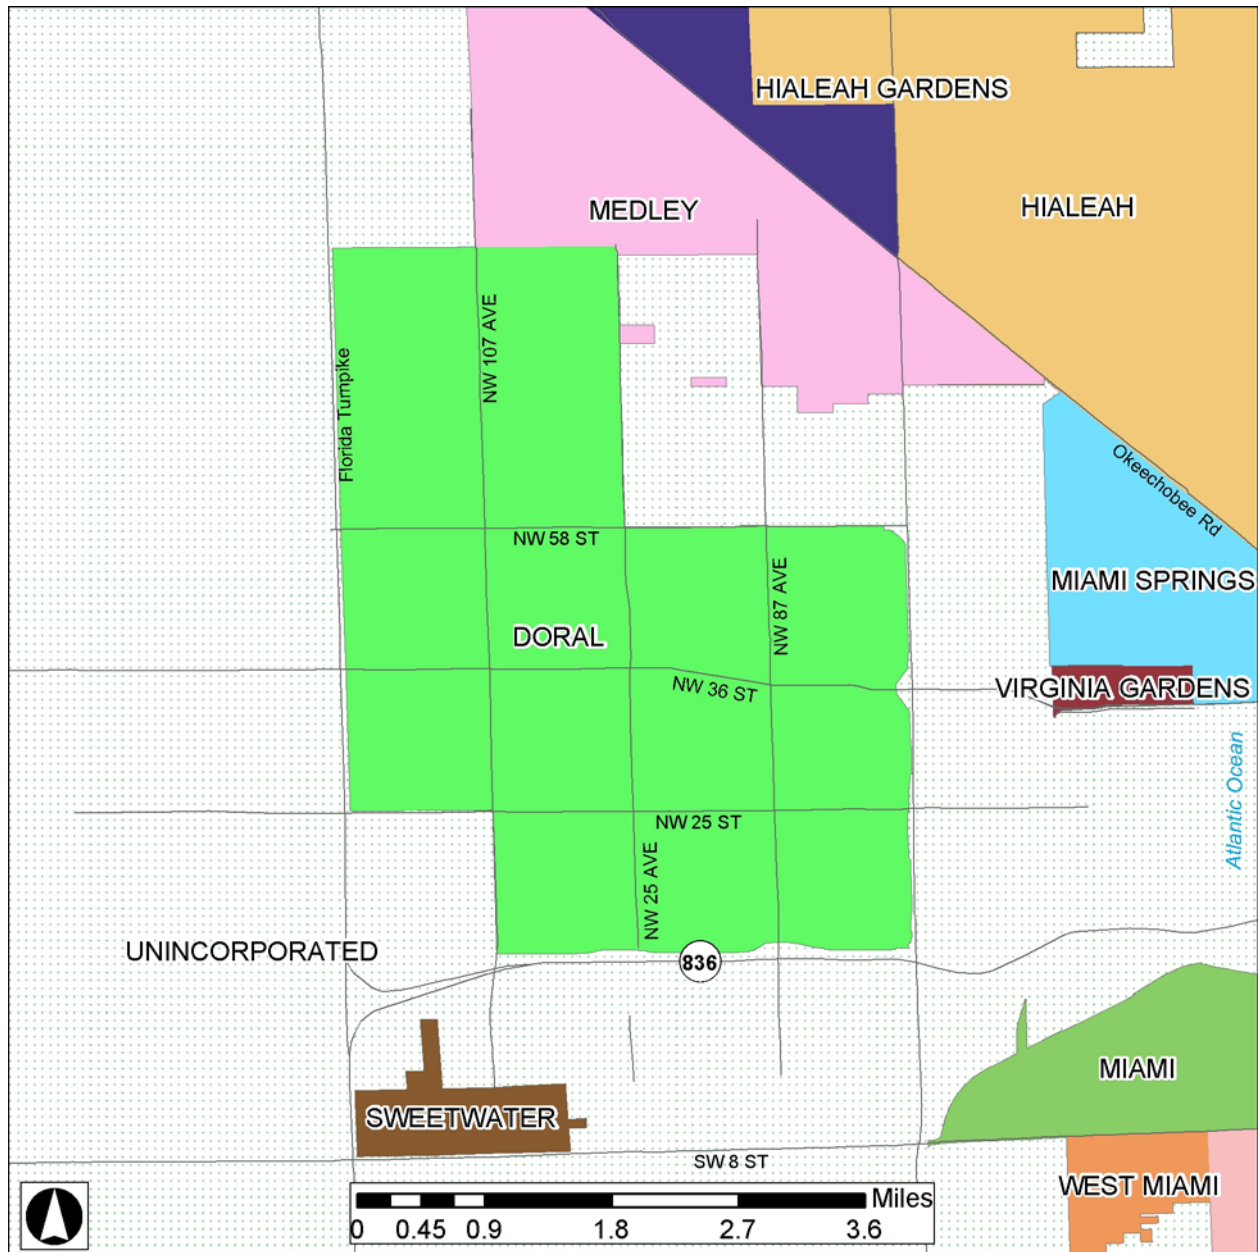 HIALEAH GARDENS
MEDLEY
HIALEAH
NW 107 AVE
Florida Turnpike
Okeechobee Rd
NW 58 ST
NW 87 AVE
MIAMI SPRINGS
DORAL
NW 36 ST
VIRGINIA GARDENS
Atlantic Ocean
NW 25 ST
NW 25 AVE
UNINCORPORATED
836
MIAMI
SWEETWATER
SW 8 ST
WEST MIAMI
Miles
0 0.45 0.9 1.8 2.7 3.6